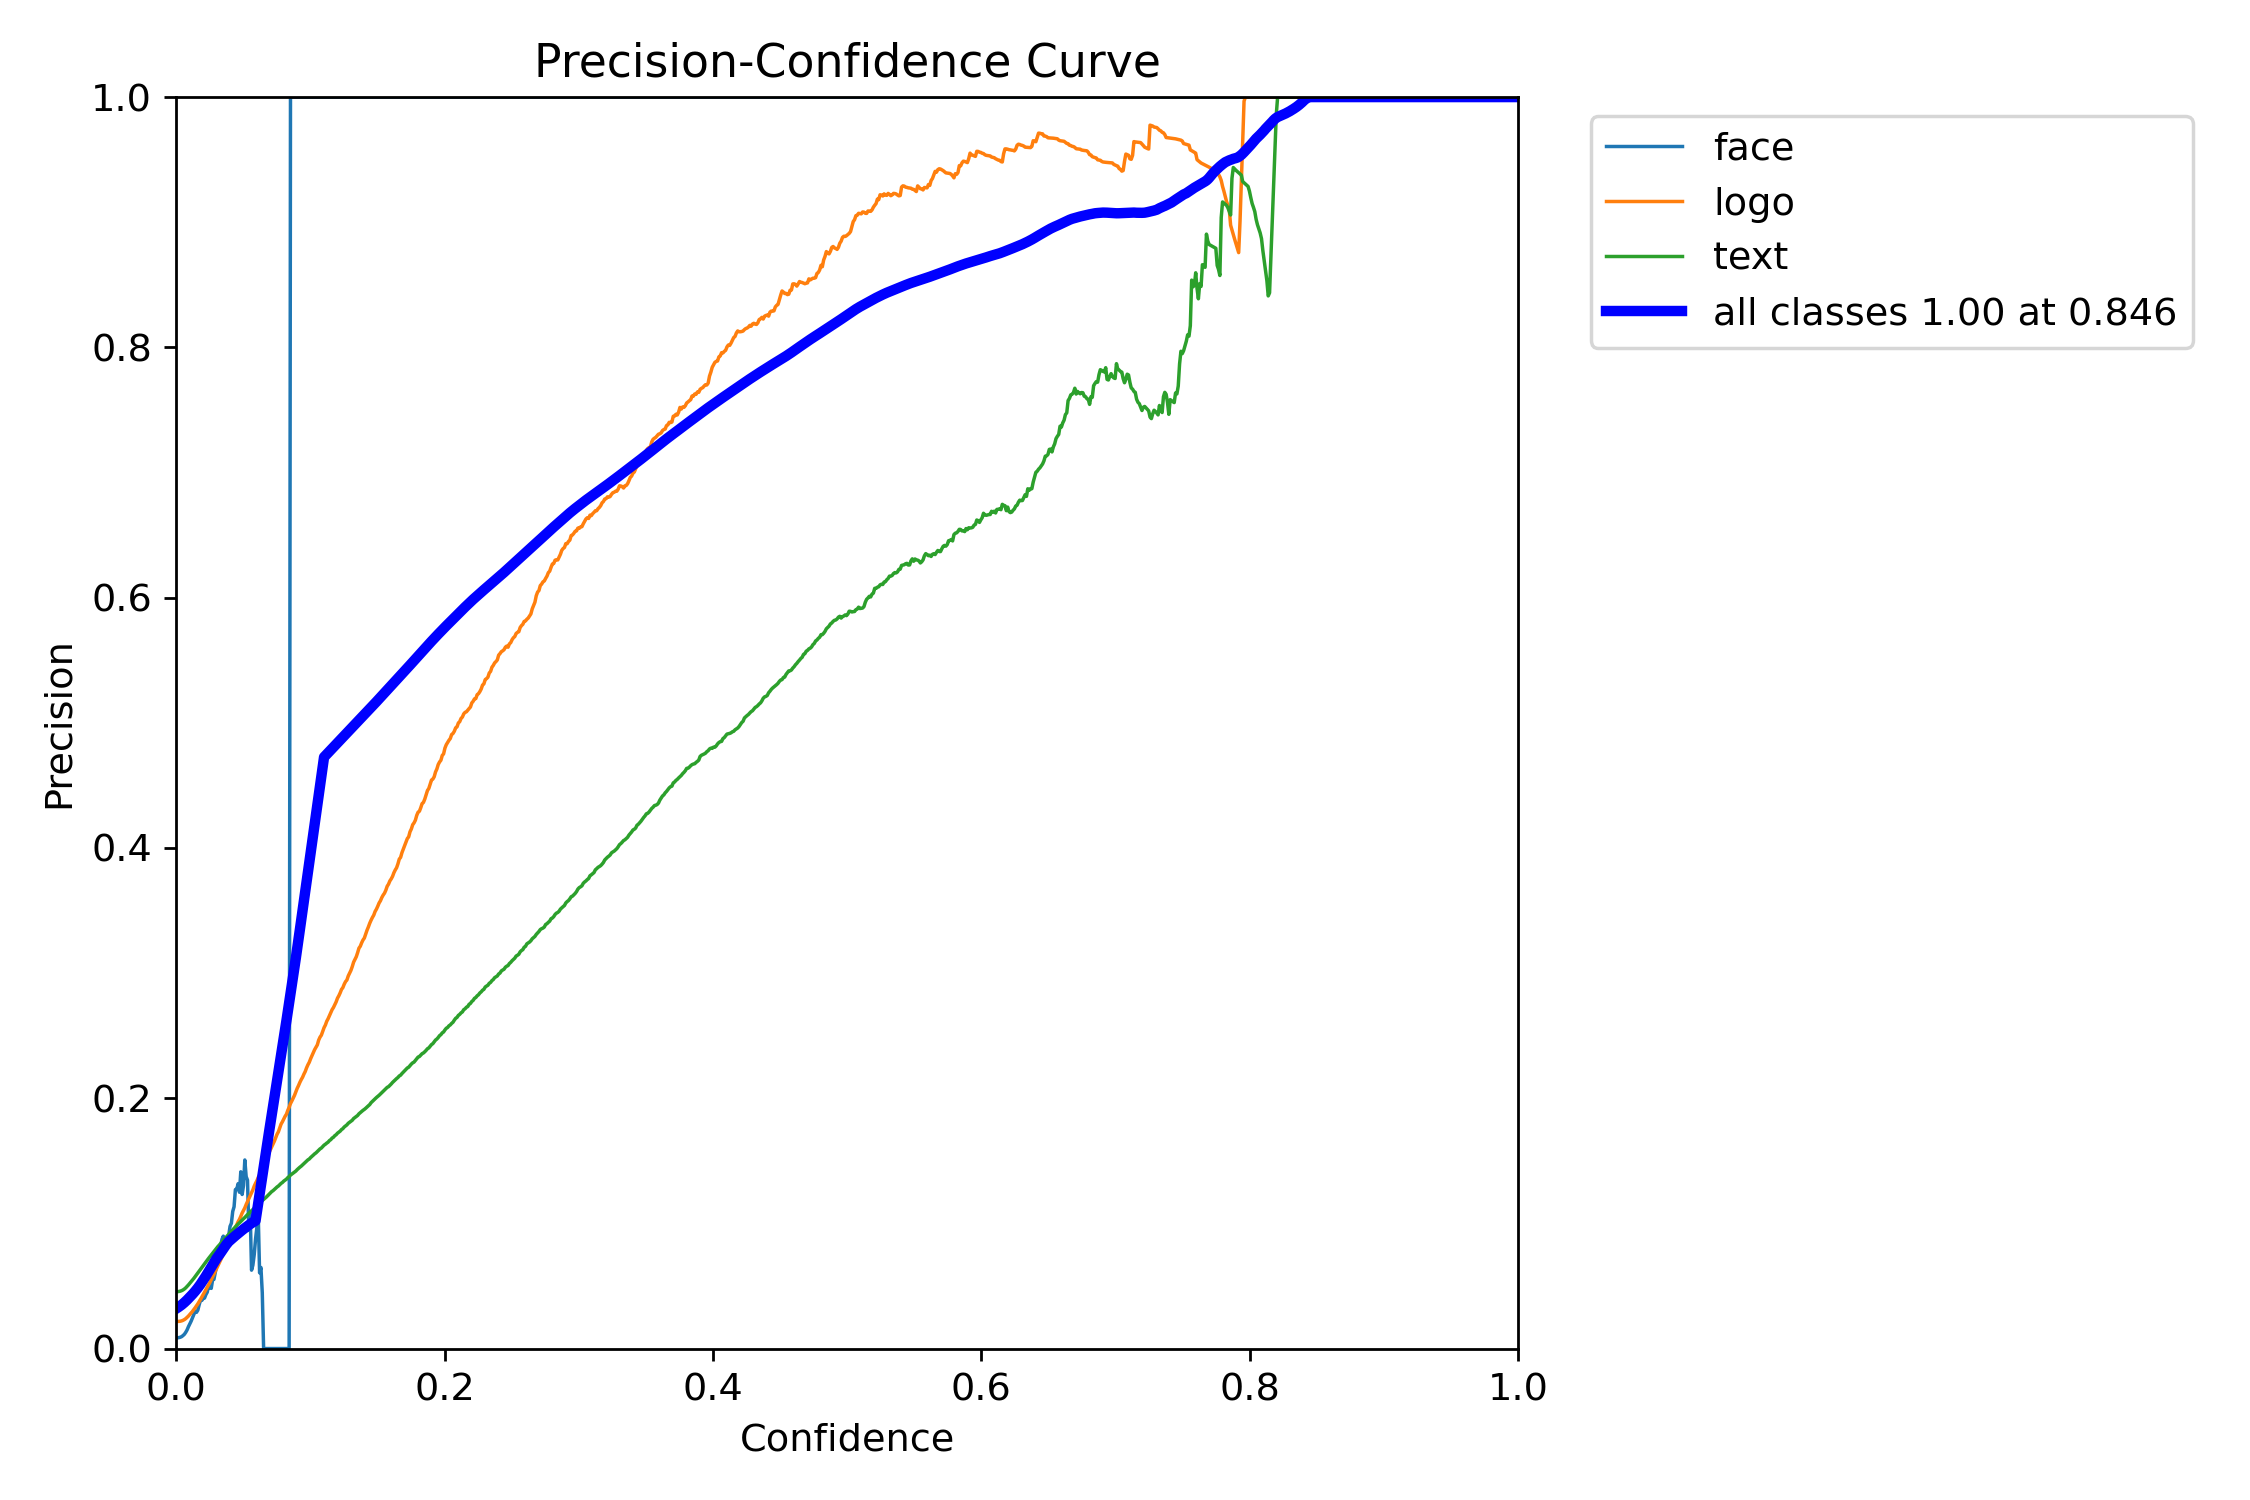 Precision-Confidence Curve
1.0
0.8
0.6
0.4
0.2
0.0
Precision
0.0 0.2 0.4 0.6 0.8 1.0
Confidence
face
logo
text
all classes 1.00 at 0.846